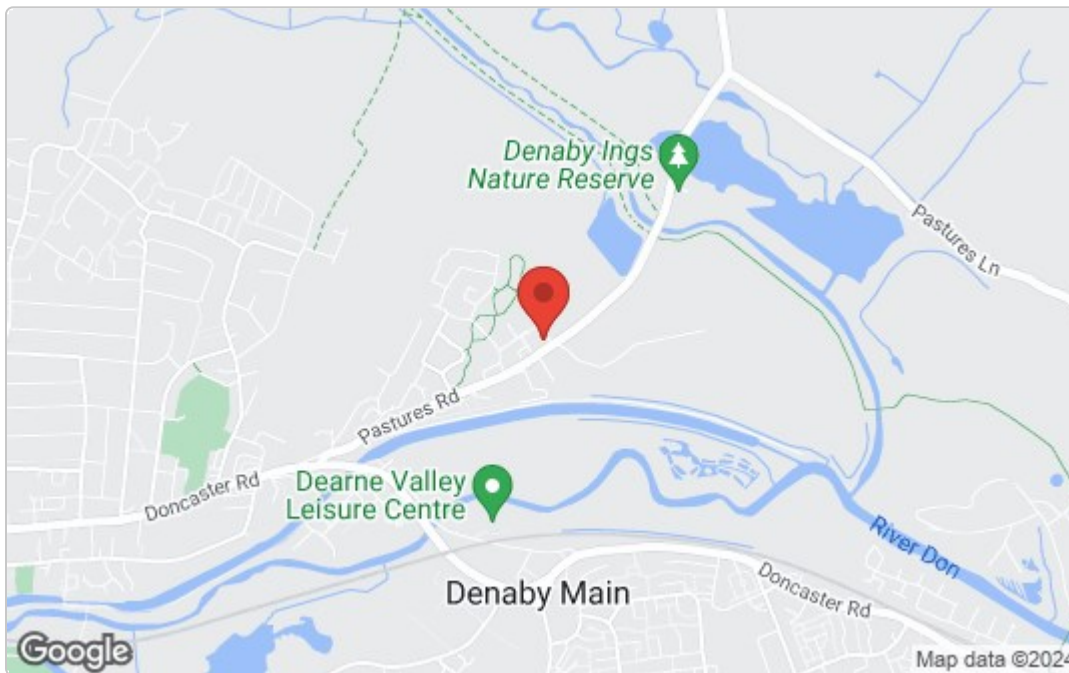 Denaby Ings
Nature Reserve
Pastures Ln
Pastures Rd
Doncaster Rd
Dearne Valley
Leisure Centre
River Don
Denaby Main
Doncaster Rd
Google
Map data ©2024